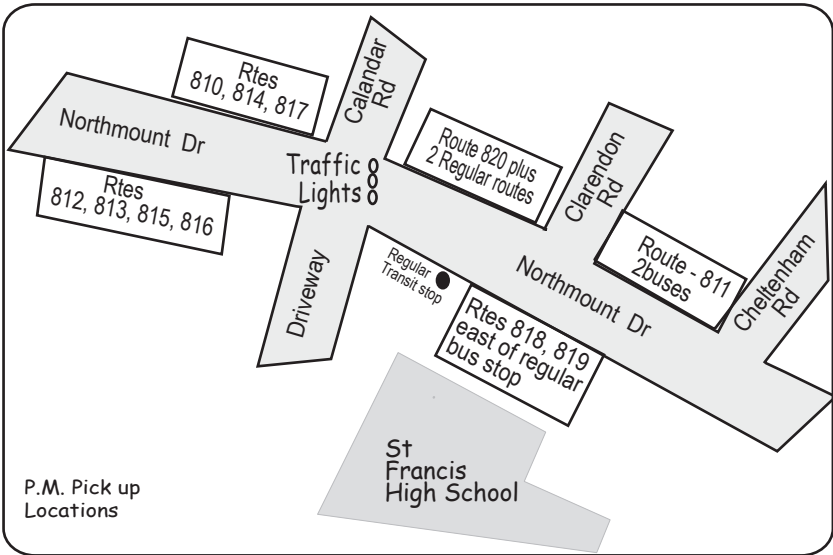 Rtes
810, 814, 817
Calandar
Rd
Northmount Dr
Rtes
812, 813, 815, 816
Traffic
Lights
Route 820 plus
2 Regular routes
Clarendon
Rd
Route - 811
2buses
Cheltenham
Rd
Northmount Dr
Regular
Transit stop
Driveway
Rtes 818, 819
east of regular
bus stop
St
Francis
High School
P.M. Pick up
Locations